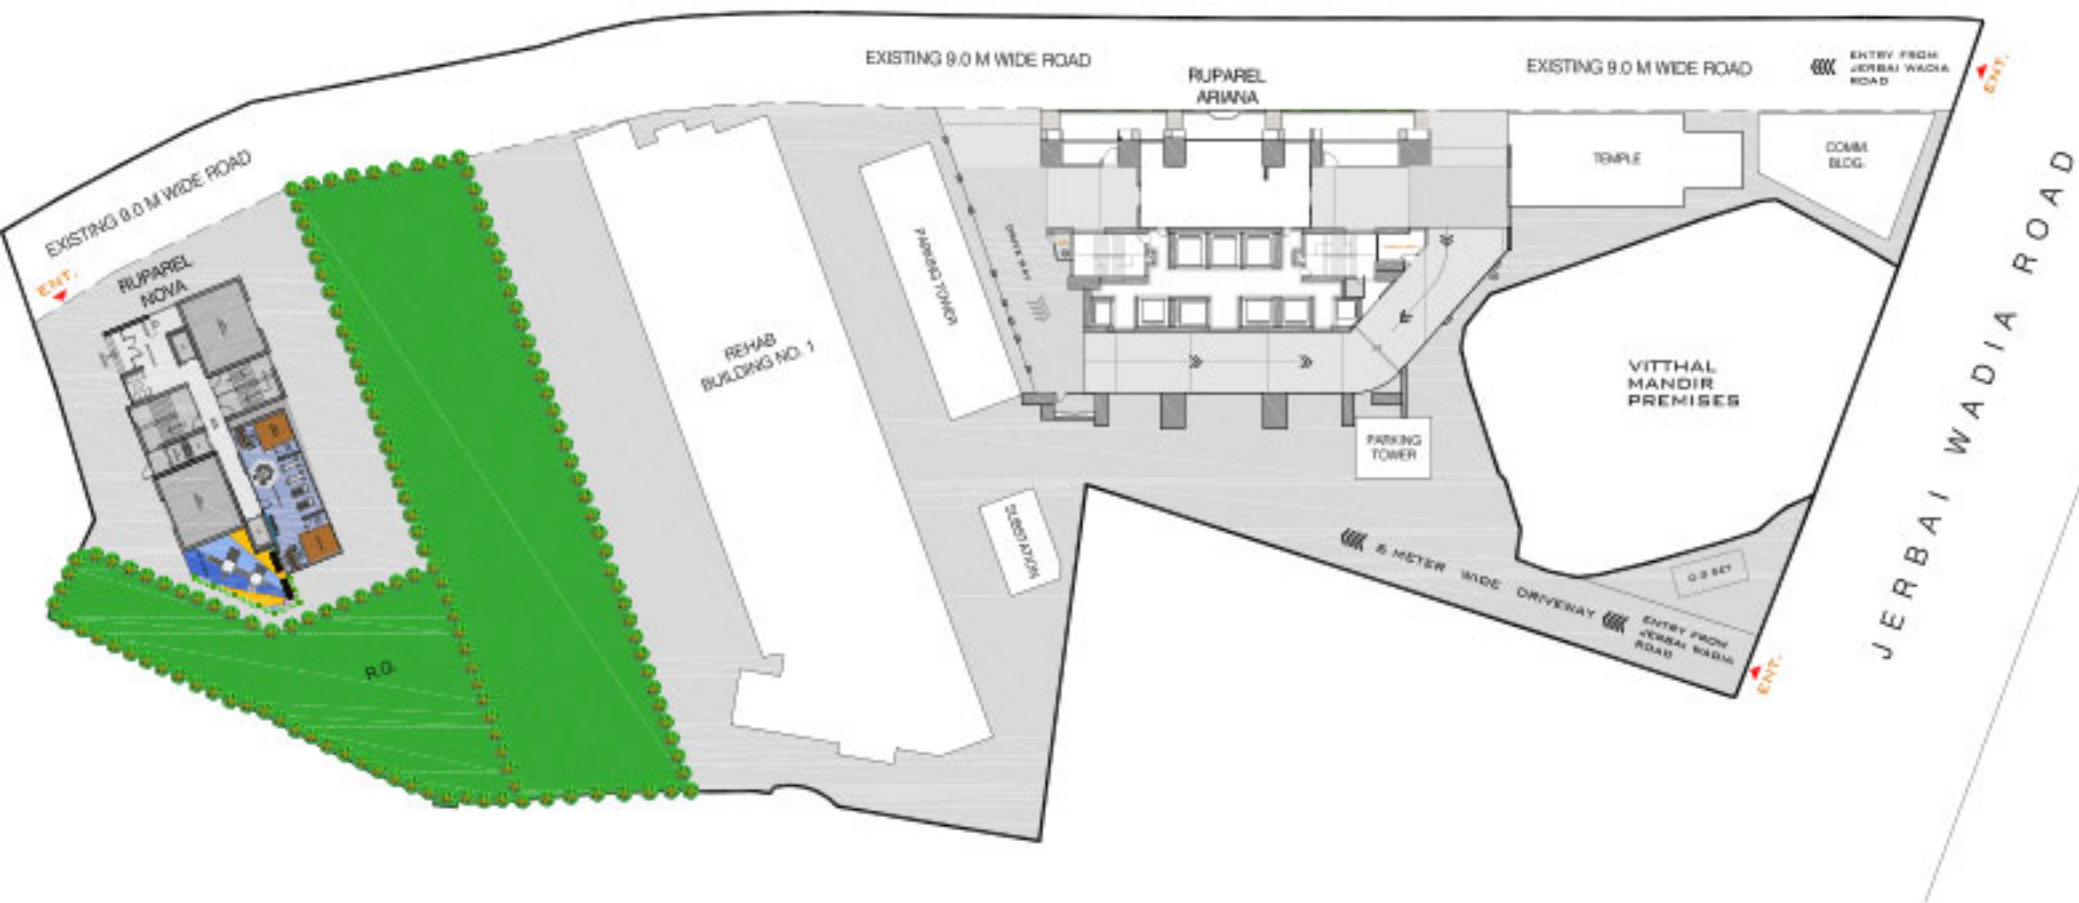 EXISTING 9.0 M WIDE ROAD
RUPAREL
ARIANA
EXISTING 9.0 M WIDE ROAD
ENTRY FROM
JERBAI WADIA
ROAD
ENT.
EXISTING 9.0 M WIDE ROAD
ENT.
RUPAREL
NOVA
TEMPLE
COMM.
BLDG.
PARKING TOWER
DRIVE WAY
REHAB
BUILDING NO. 1
VITTHAL
MANDIR
PREMISES
JERBAI WADIA ROAD
PARKING
TOWER
SUBSTATION
6 METER WIDE DRIVEWAY
ENTRY FROM
JERBAI WADIA
ROAD
ENT.
R.G.